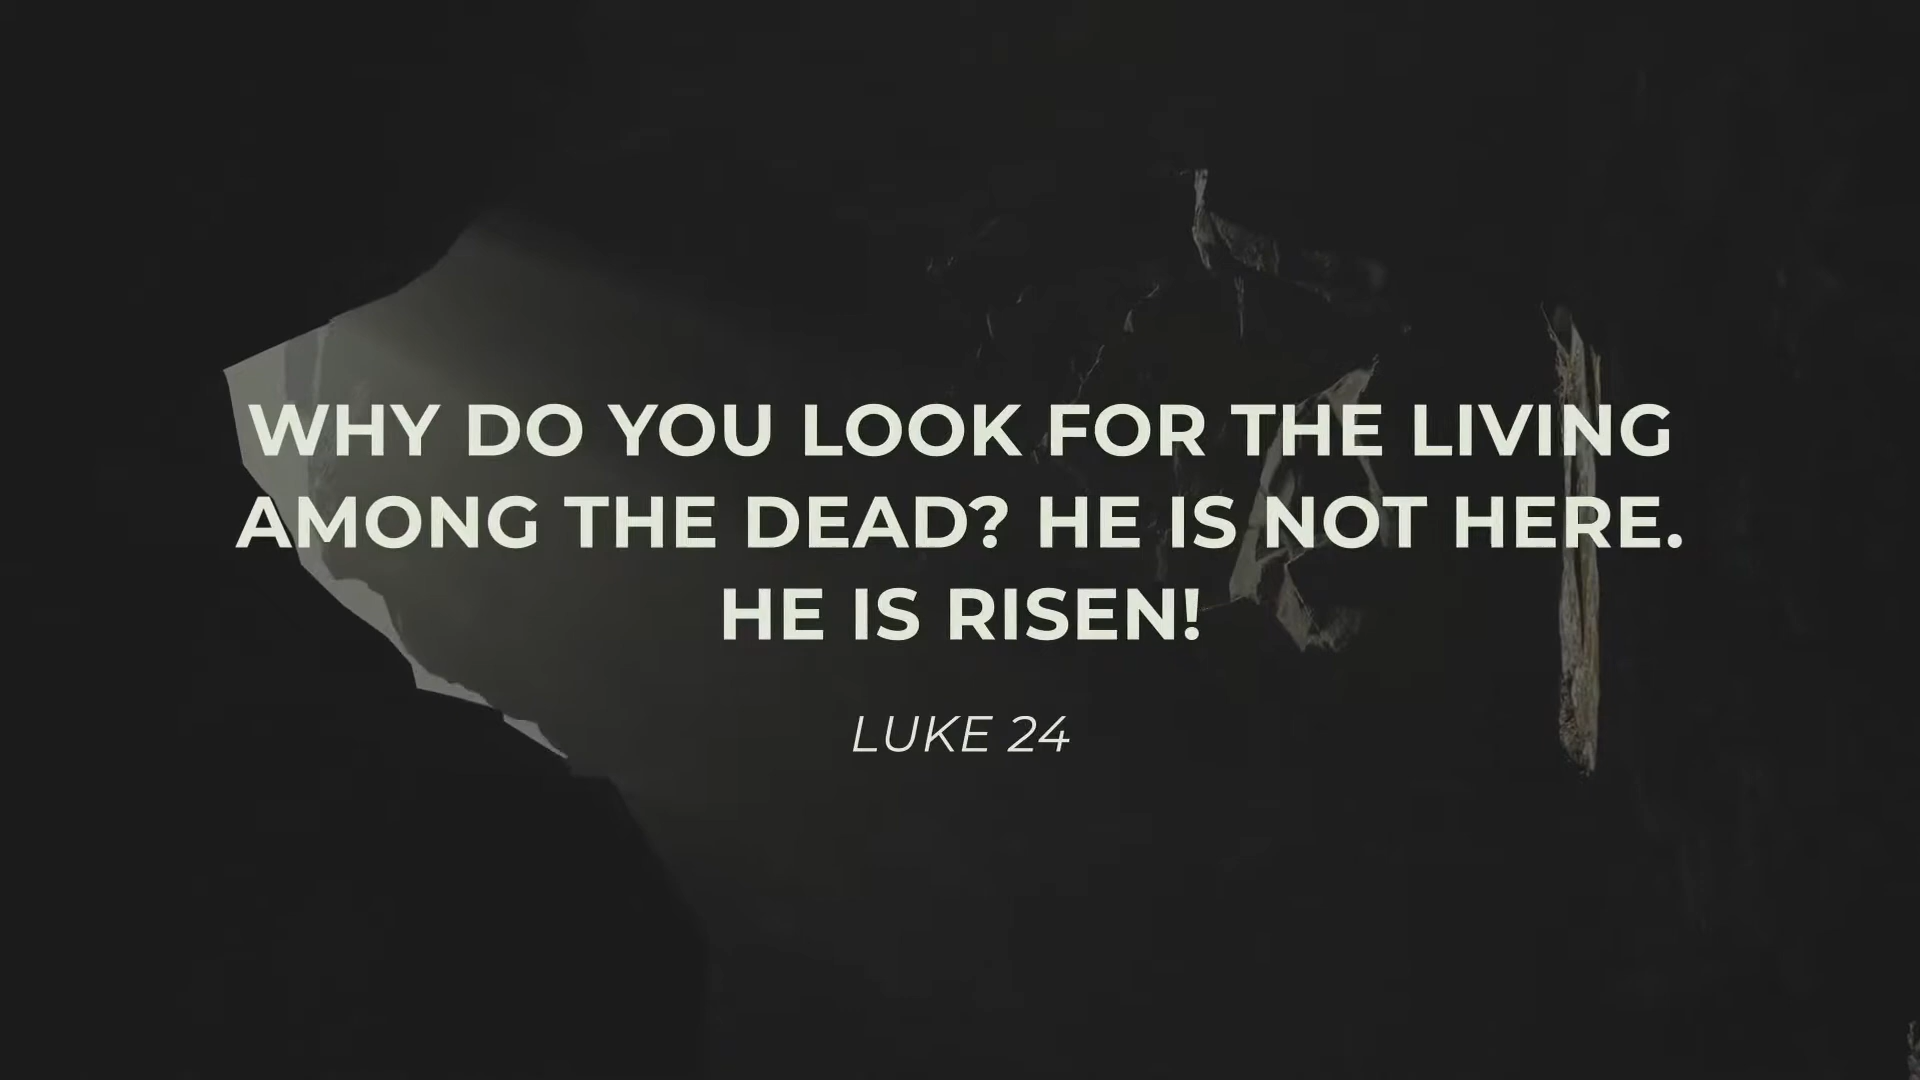 WHY DO YOU LOOK FOR THE LIVING
AMONG THE DEAD? HE IS NOT HERE.
HE IS RISEN!
LUKE 24